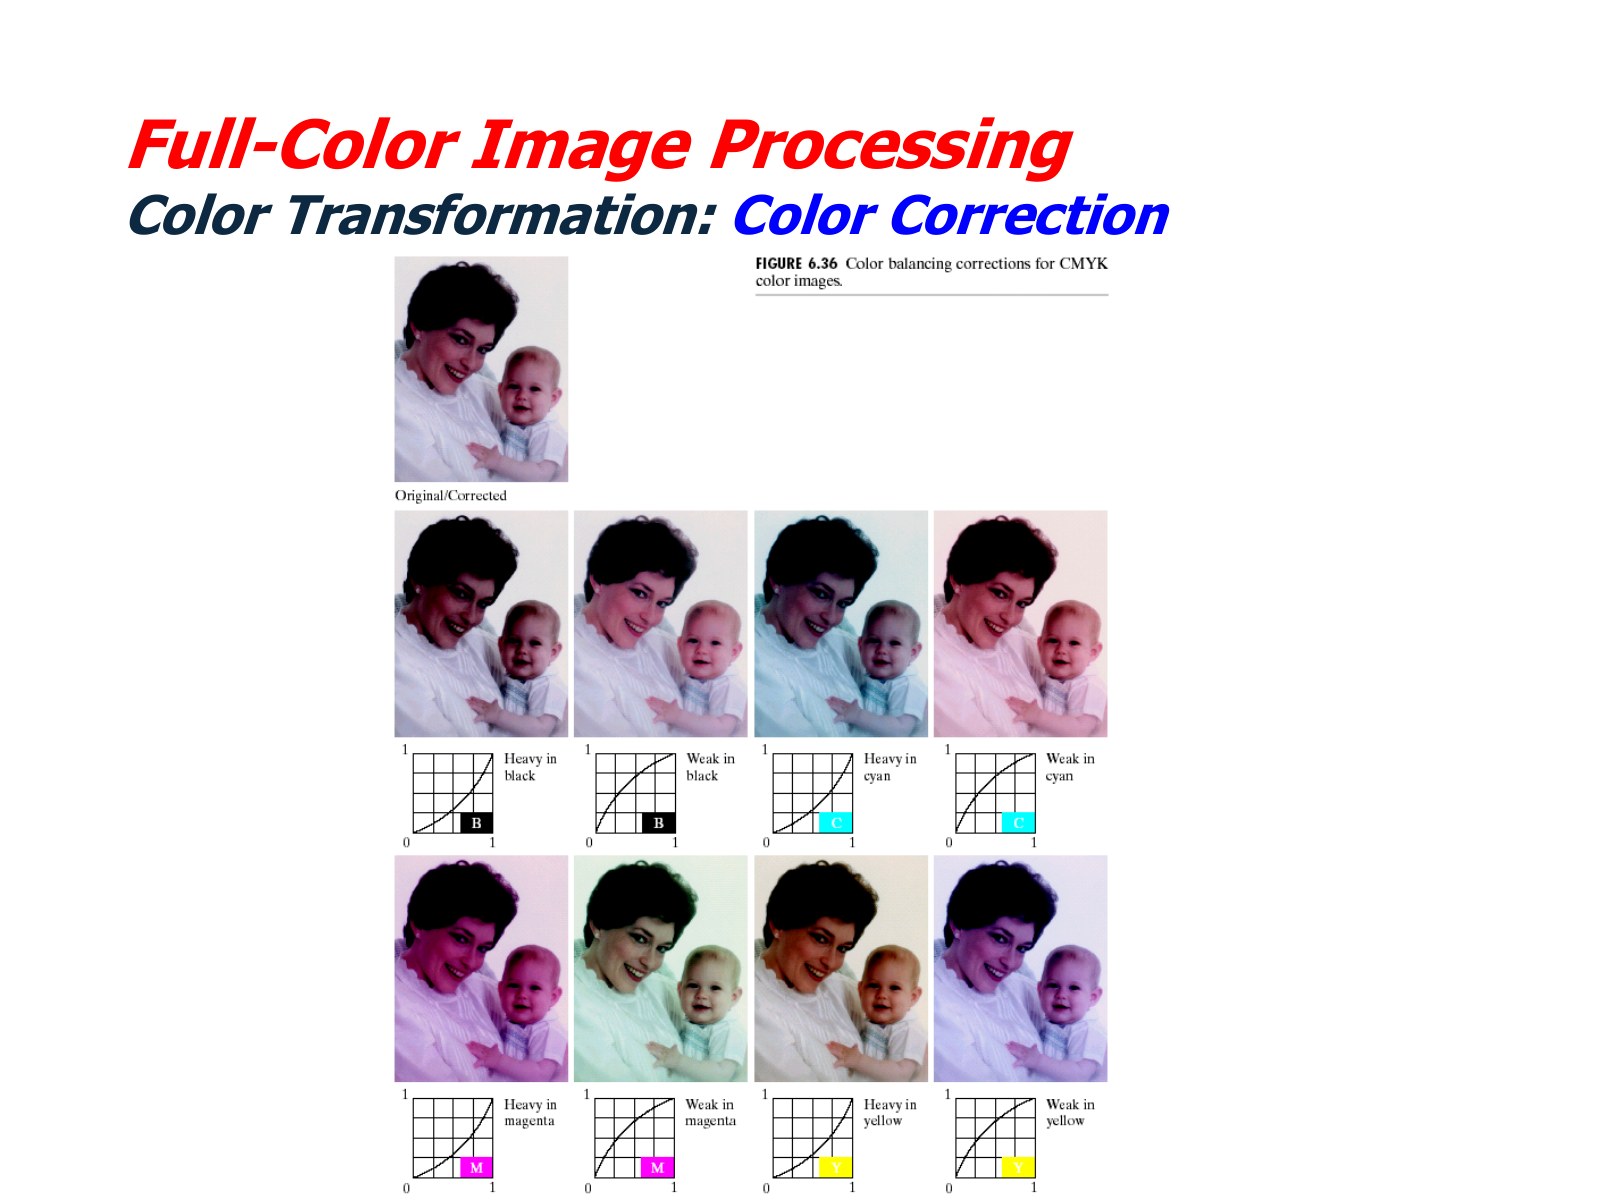 Full-Color Image Processing
Color Transformation: Color Correction
FIGURE 6.36 Color balancing corrections for CMYK
color images.
Original/Corrected
1
Heavy in
black
B
0
1
1
Weak in
black
B
0
1
1
Heavy in
cyan
C
0
1
1
Weak in
cyan
C
0
1
1
Heavy in
magenta
M
0
1
1
Weak in
magenta
M
0
1
1
Heavy in
yellow
Y
0
1
1
Weak in
yellow
Y
0
1